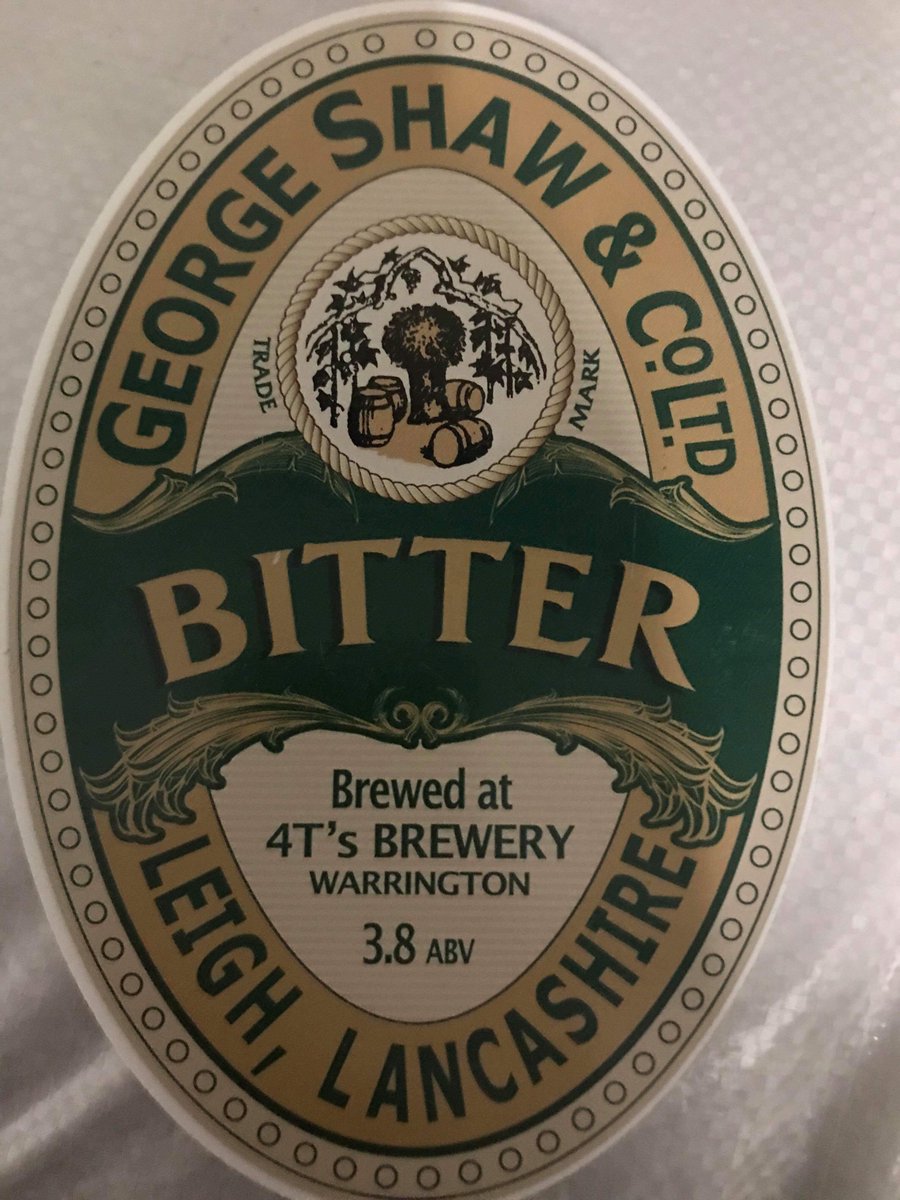 GEORGE SHAW & CO. LTD.
TRADE MARK
BITTER
Brewed at
4T's BREWERY
WARRINGTON
3.8 ABV
LEIGH, LANCASHIRE